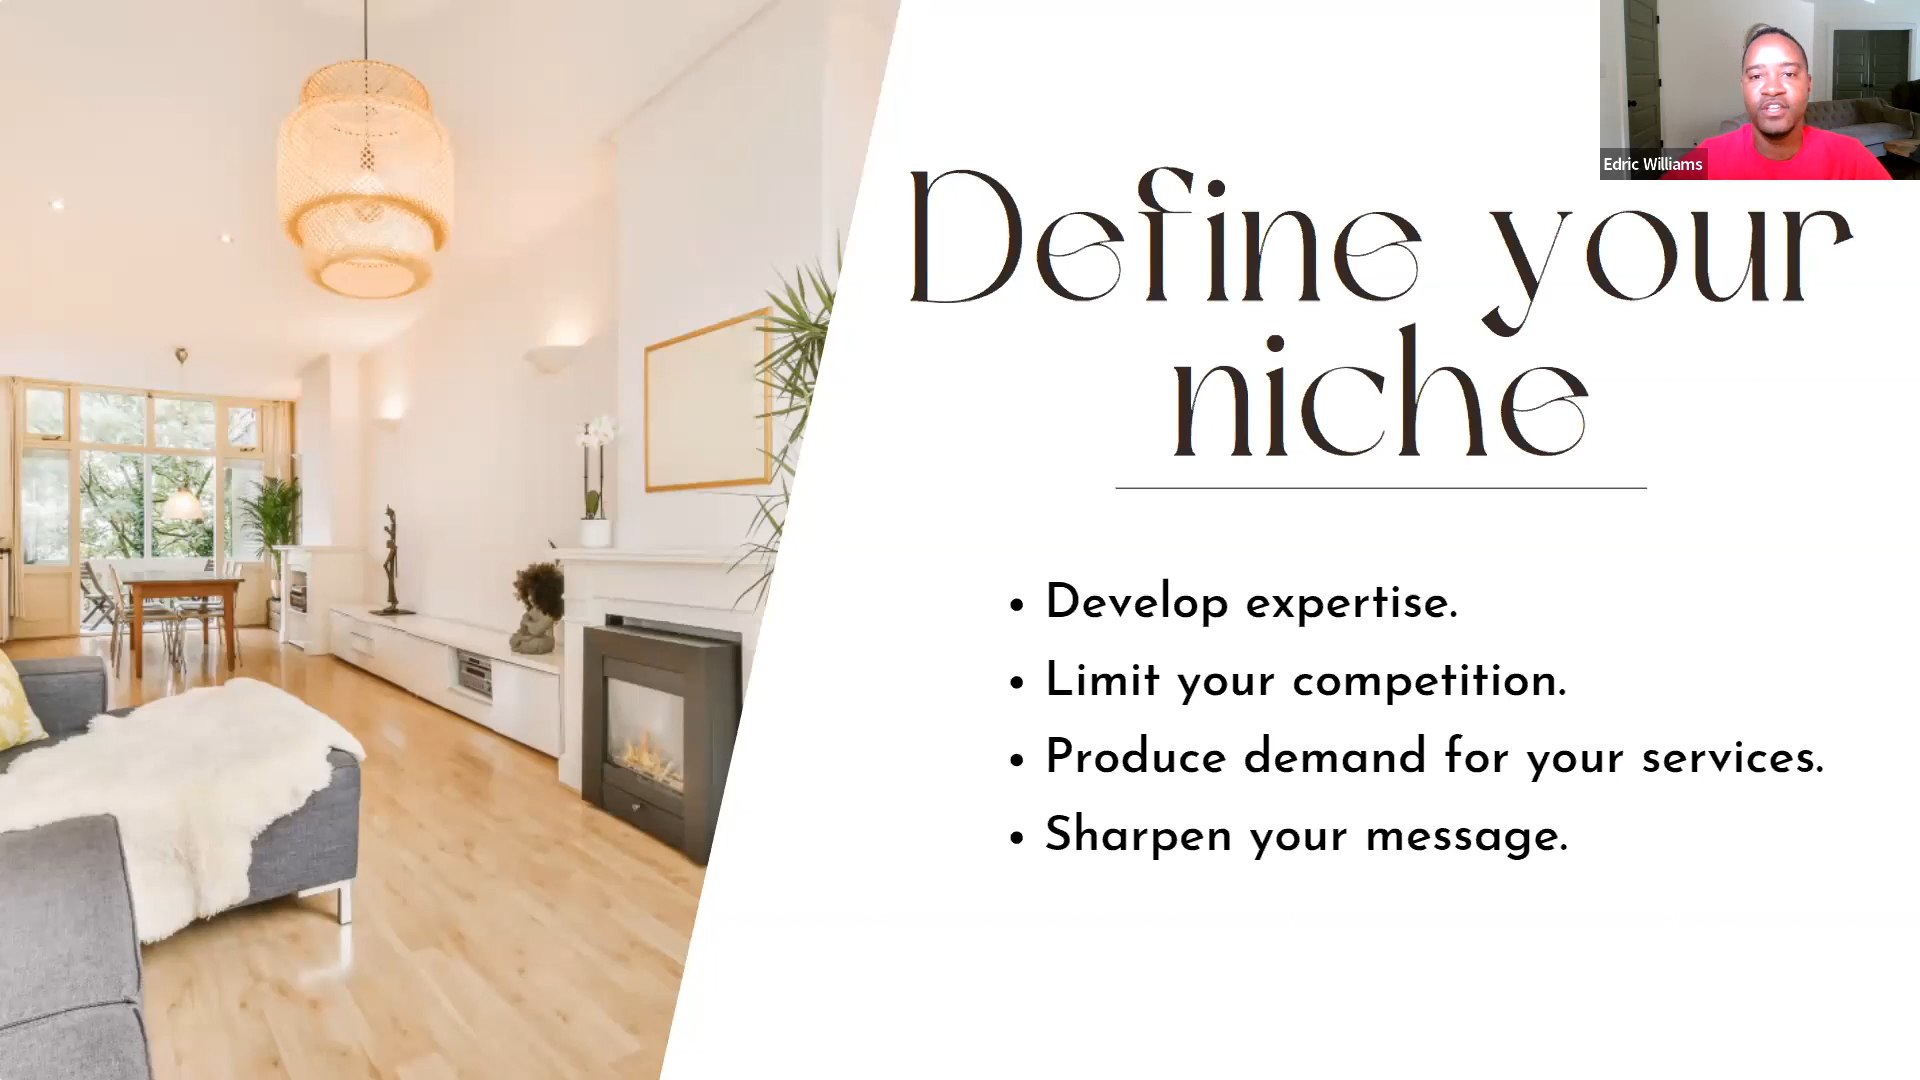 Edric Williams
Define your
niche
• Develop expertise.
• Limit your competition.
• Produce demand for your services.
• Sharpen your message.